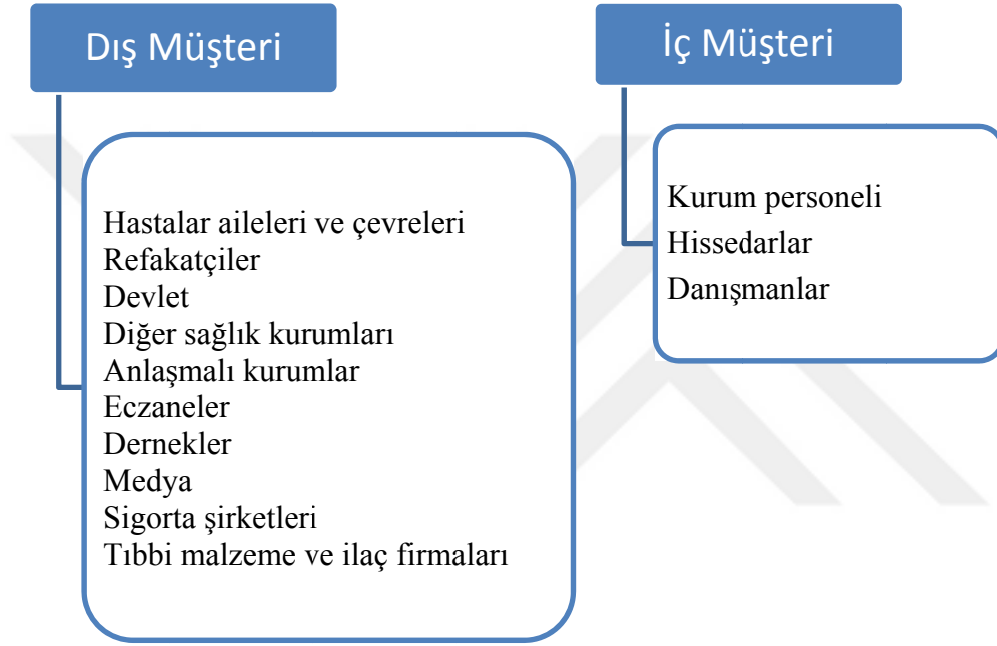 Dış Müşteri
Hastalar aileleri ve çevreleri
Refakatçiler
Devlet
Diğer sağlık kurumları
Anlaşmalı kurumlar
Eczaneler
Dernekler
Medya
Sigorta şirketleri
Tıbbi malzeme ve ilaç firmaları
İç Müşteri
Kurum personeli
Hissedarlar
Danışmanlar